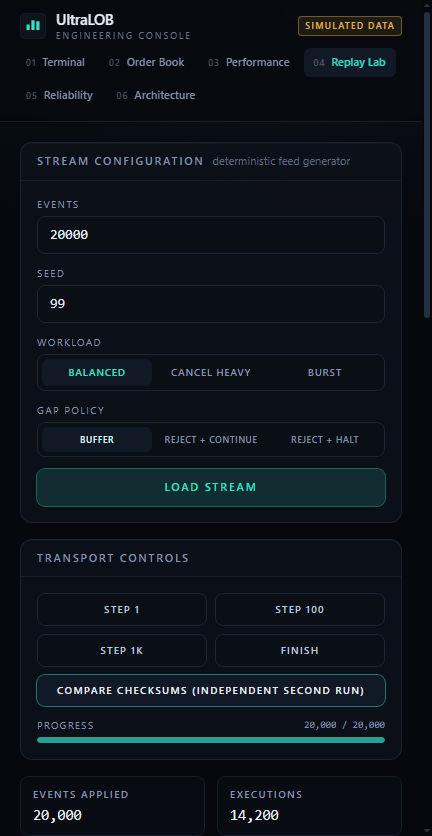 UltraLOB
ENGINEERING CONSOLE
SIMULATED DATA
01 Terminal 02 Order Book 03 Performance 04 Replay Lab
05 Reliability 06 Architecture
STREAM CONFIGURATION deterministic feed generator
EVENTS
20000
SEED
99
WORKLOAD
BALANCED CANCEL HEAVY BURST
GAP POLICY
BUFFER REJECT + CONTINUE REJECT + HALT
LOAD STREAM
TRANSPORT CONTROLS
STEP 1 STEP 100
STEP 1K FINISH
COMPARE CHECKSUMS (INDEPENDENT SECOND RUN)
PROGRESS 20,000 / 20,000
EVENTS APPLIED EXECUTIONS
20,000 14,200